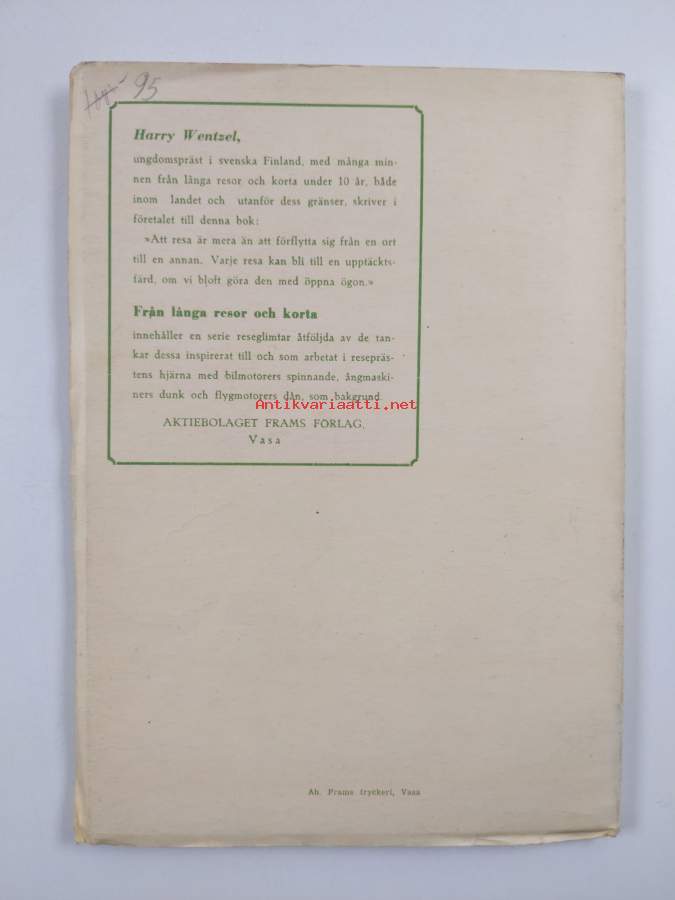 95
Harry Wentzel,
ungdomspräst i svenska Finland, med många min-
nen från långa resor och korta under 10 år, både
inom landet och utanför dess gränser, skriver i
företalet till denna bok:
»Att resa är mera än att förflytta sig från en ort
till en annan. Varje resa kan bli till en upptäckts-
färd, om vi bloft göra den med öppna ögon.»
Från långa resor och korta
innehåller en serie reseglimtar åtföljda av de tan-
kar dessa inspirerat till och som arbetat i resepräs-
tens hjärna med bilmotorers spinnande, ångmaski-
ners dunk och flygmotorers dån, som bakgrund
Antikvariaatti.net
AKTIEBOLAGET FRAMS FÖRLAG,
Vasa
Ab. Frams tryckeri, Vasa